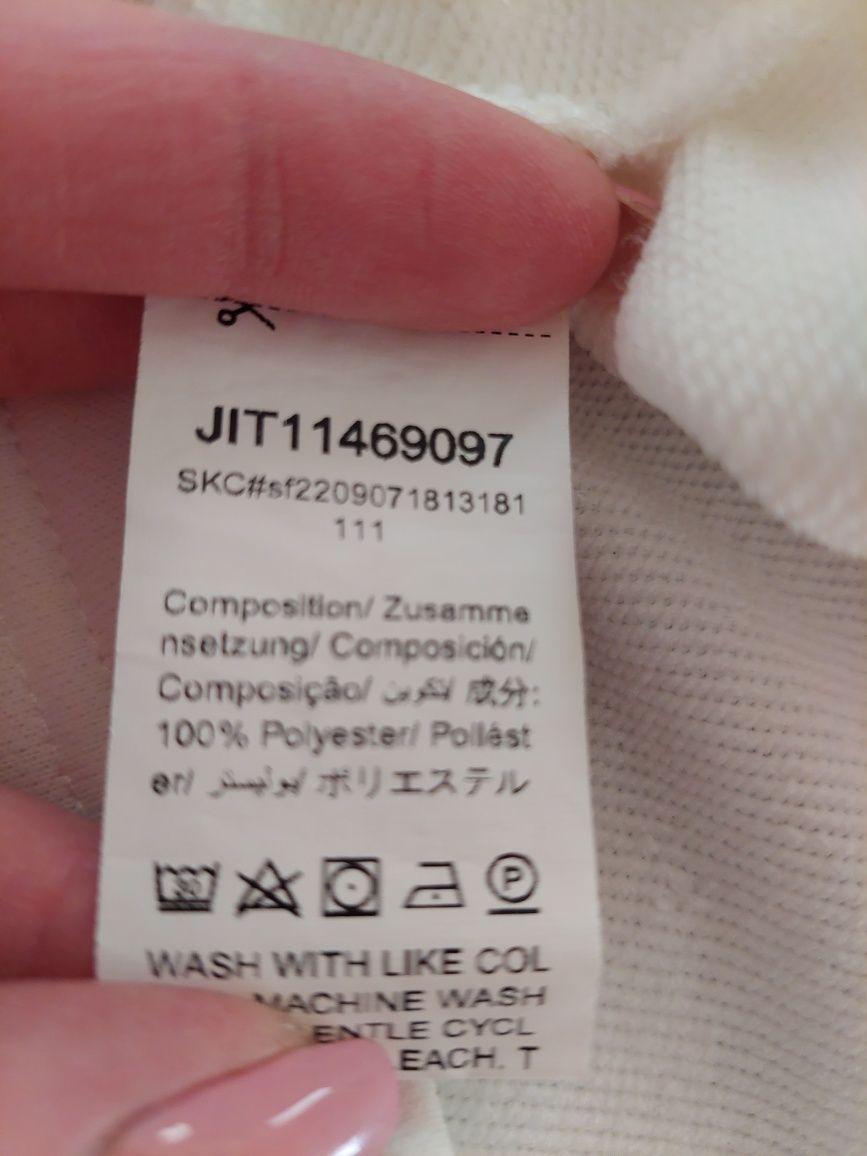 JIT11469097
SKC#sf2209071813181
111
Composition/ Zusamme
nsetzung/ Composición/
Composição/ / 成分:
100% Polyester/ Poliést
er/ بوليستر/ ポリエステル
30
P
WASH WITH LIKE COL
MACHINE WASH
ENTLE CYCL
EACH. T